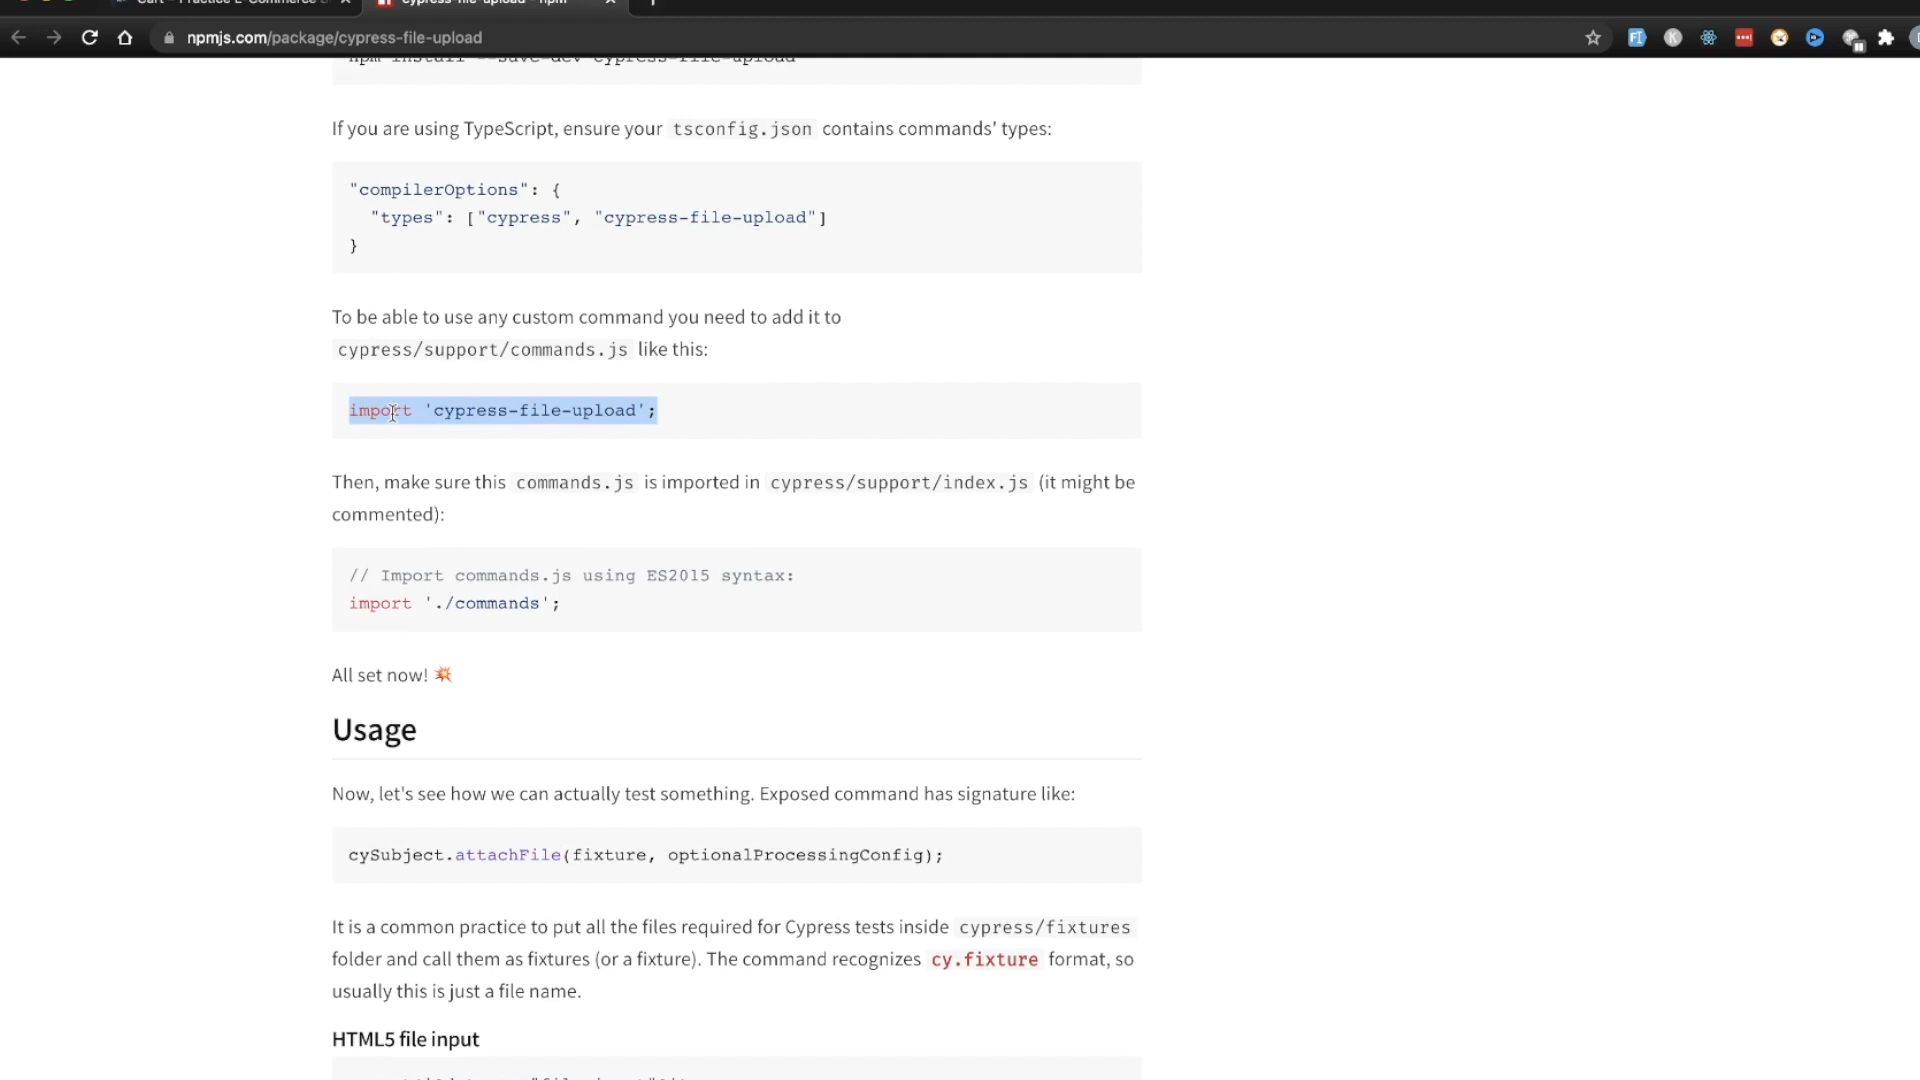 Cart – Practice E-Commerce
cypress-file-upload - npm
npmjs.com/package/cypress-file-upload
npm install --save-dev cypress-file-upload
If you are using TypeScript, ensure your tsconfig.json contains commands' types:
"compilerOptions": {
"types": ["cypress", "cypress-file-upload"]
}
To be able to use any custom command you need to add it to
cypress/support/commands.js like this:
import 'cypress-file-upload';
Then, make sure this commands.js is imported in cypress/support/index.js (it might be
commented):
// Import commands.js using ES2015 syntax:
import './commands';
All set now! 💥
Usage
Now, let's see how we can actually test something. Exposed command has signature like:
cySubject.attachFile(fixture, optionalProcessingConfig);
It is a common practice to put all the files required for Cypress tests inside cypress/fixtures
folder and call them as fixtures (or a fixture). The command recognizes cy.fixture format, so
usually this is just a file name.
HTML5 file input